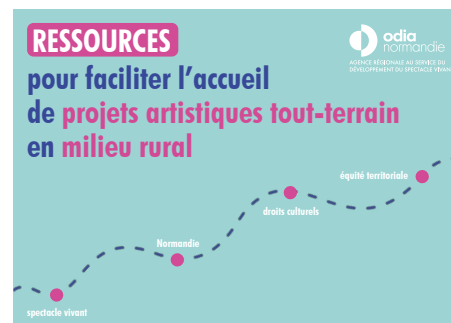 RESSOURCES
pour faciliter l'accueil
de projets artistiques tout-terrain
en milieu rural
odia
normandie
AGENCE RÉGIONALE AU SERVICE DU
DÉVELOPPEMENT DU SPECTACLE VIVANT
équité territoriale
droits culturels
Normandie
spectacle vivant